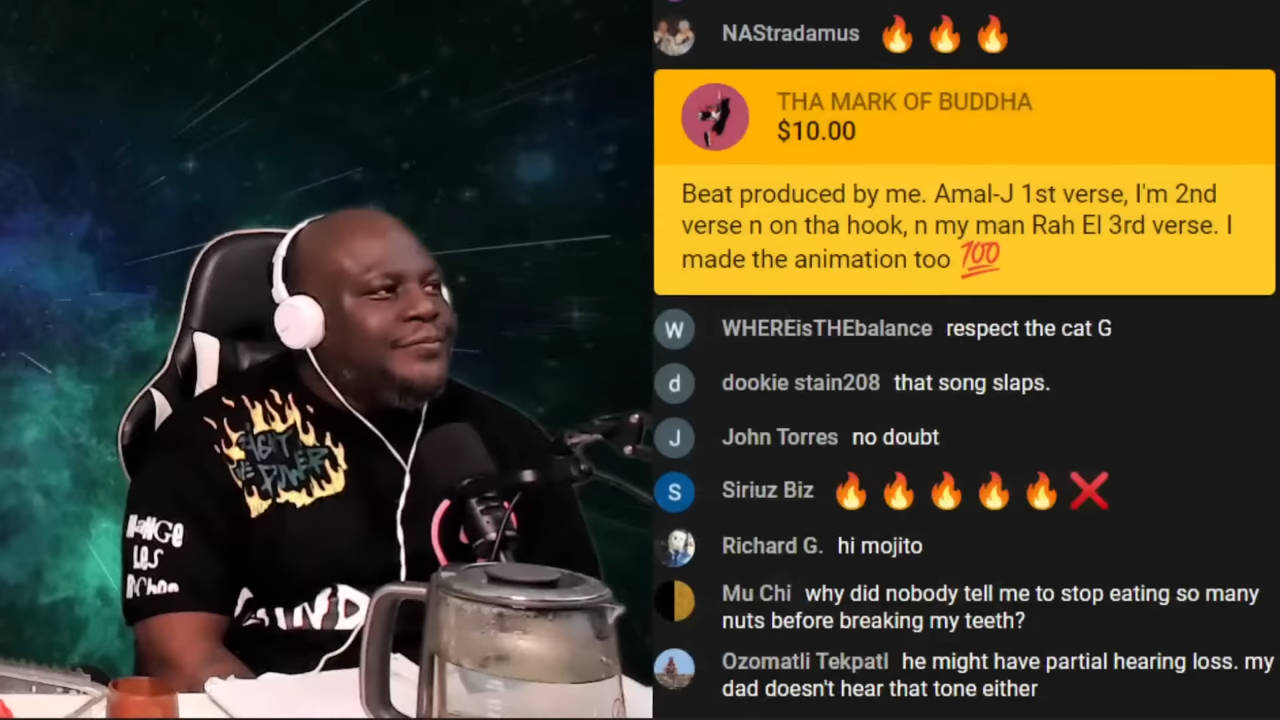 NAStradamus 🔥🔥🔥
THA MARK OF BUDDHA
$10.00
Beat produced by me. Amal-J 1st verse, I'm 2nd
verse n on tha hook, n my man Rah El 3rd verse. I
made the animation too 💯
W WHEREisTHEbalance respect the cat G
d dookie stain208 that song slaps.
J John Torres no doubt
S Siriuz Biz 🔥🔥🔥🔥🔥❌
Richard G. hi mojito
Mu Chi why did nobody tell me to stop eating so many
nuts before breaking my teeth?
Ozomatli Tekpatl he might have partial hearing loss. my
dad doesn't hear that tone either
POWER